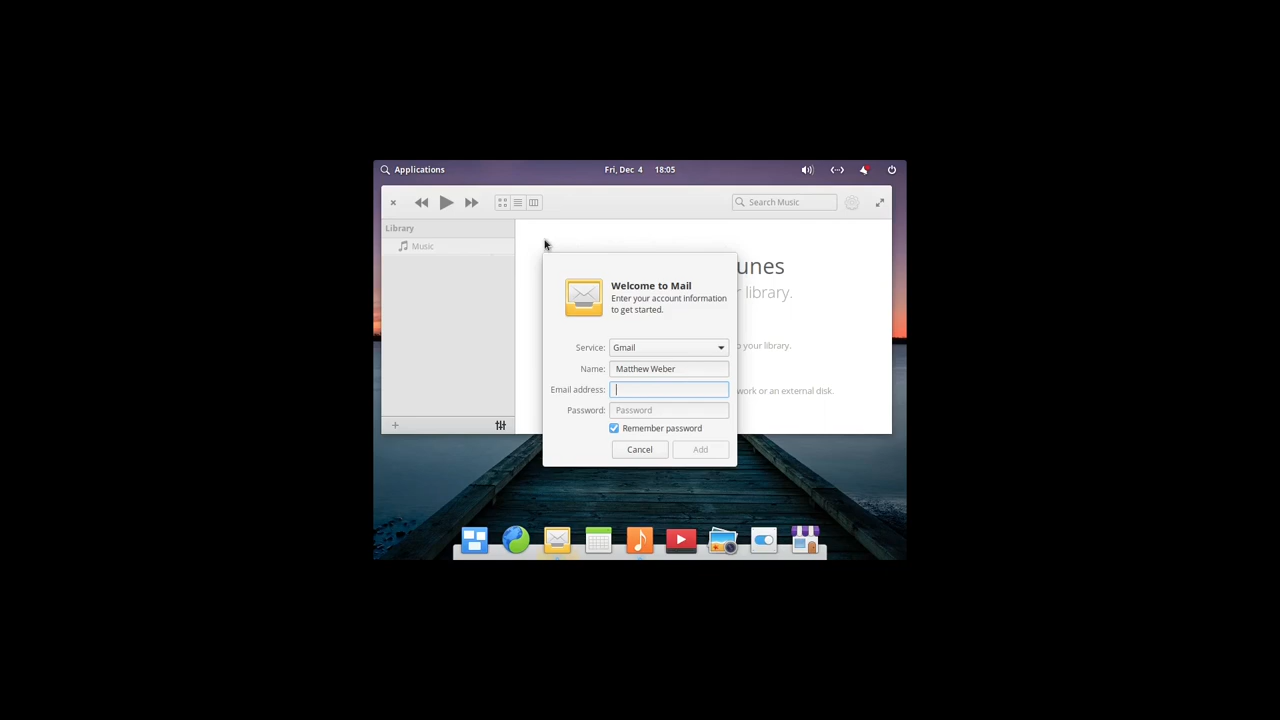 Applications
Fri, Dec 4 18:05
Search Music
Library
Music
unes
r library.
o your library.
work or an external disk.
Welcome to Mail
Enter your account information
to get started.
Service: Gmail
Name: Matthew Weber
Email address:
Password: Password
Remember password
Cancel Add